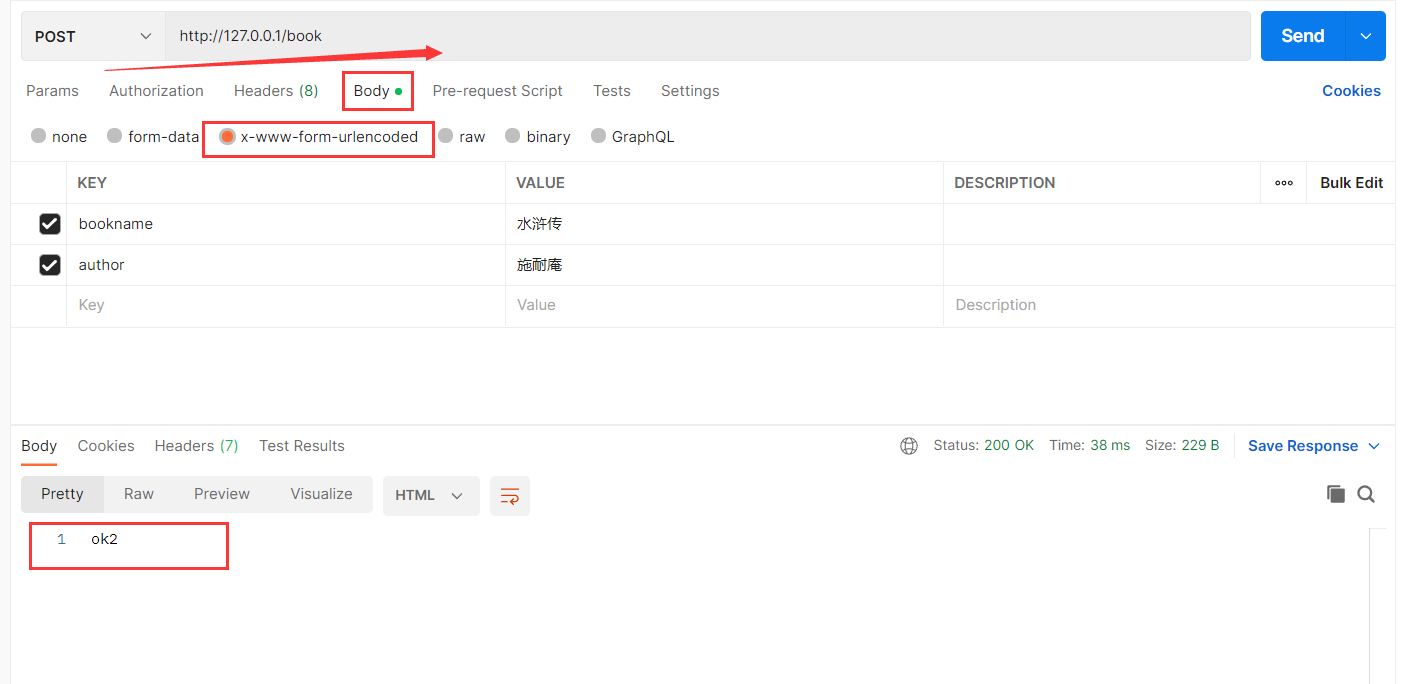 POST http://127.0.0.1/book Send
Params Authorization Headers (8) Body Pre-request Script Tests Settings Cookies
none form-data x-www-form-urlencoded raw binary GraphQL
KEY VALUE DESCRIPTION ooo Bulk Edit
bookname 水浒传
author 施耐庵
Key Value Description
Body Cookies Headers (7) Test Results Status: 200 OK Time: 38 ms Size: 229 B Save Response
Pretty Raw Preview Visualize HTML
1 ok2